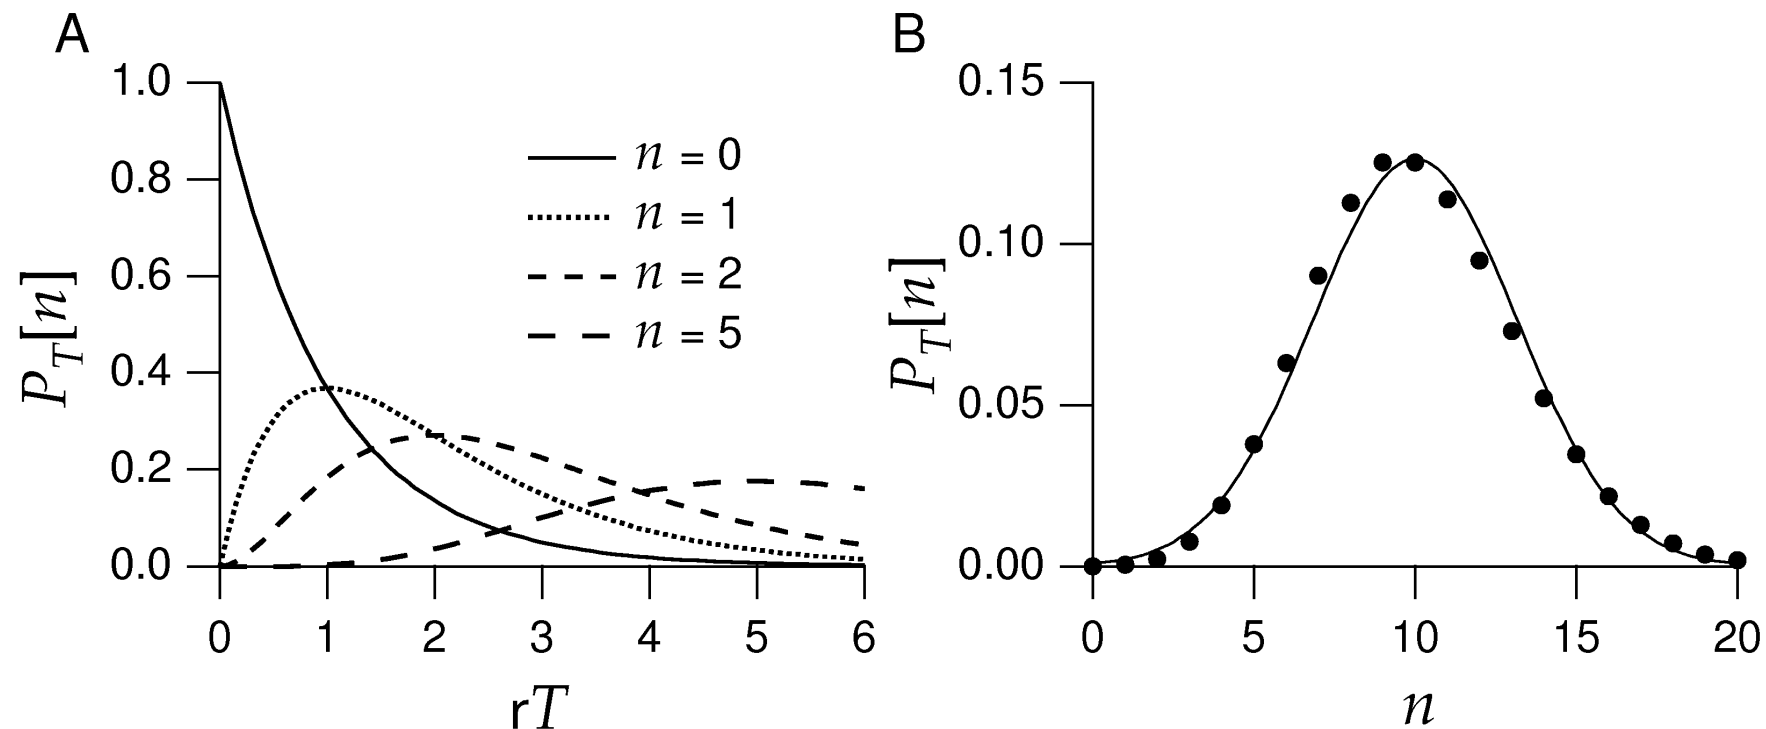 A
P_T[n]
1.0
0.8
0.6
0.4
0.2
0.0
n = 0
n = 1
n = 2
n = 5
0 1 2 3 4 5 6
rT
B
P_T[n]
0.15
0.10
0.05
0.00
0 5 10 15 20
n